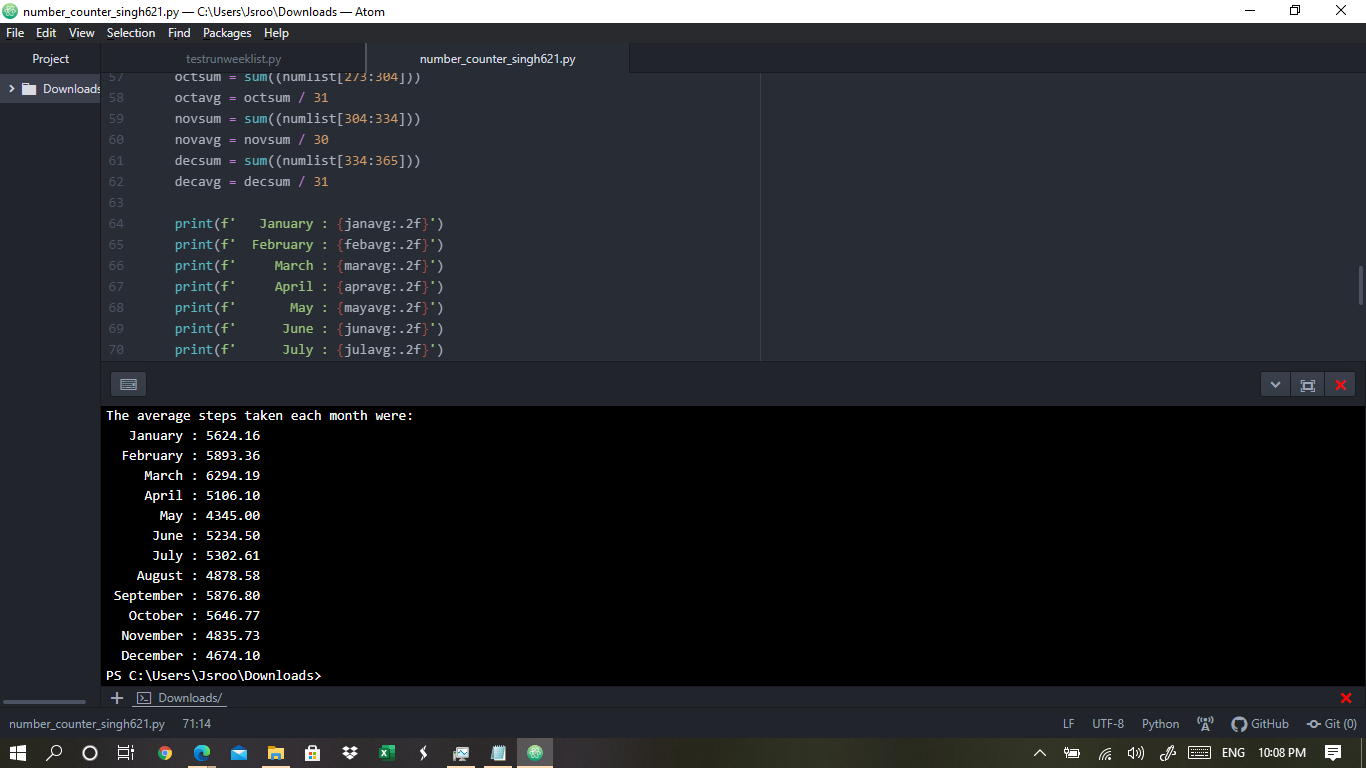 number_counter_singh621.py — C:\Users\Jsroo\Downloads — Atom
File Edit View Selection Find Packages Help
Project testrunweeklist.py number_counter_singh621.py
Downloads
57 octsum = sum((numlist[273:304]))
58 octavg = octsum / 31
59 novsum = sum((numlist[304:334]))
60 novavg = novsum / 30
61 decsum = sum((numlist[334:365]))
62 decavg = decsum / 31
63
64 print(f'   January : {janavg:.2f}')
65 print(f'  February : {febavg:.2f}')
66 print(f'     March : {maravg:.2f}')
67 print(f'     April : {apravg:.2f}')
68 print(f'       May : {mayavg:.2f}')
69 print(f'      June : {junavg:.2f}')
70 print(f'      July : {julavg:.2f}')
The average steps taken each month were:
   January : 5624.16
  February : 5893.36
     March : 6294.19
     April : 5106.10
       May : 4345.00
      June : 5234.50
      July : 5302.61
    August : 4878.58
 September : 5876.80
   October : 5646.77
  November : 4835.73
  December : 4674.10
PS C:\Users\Jsroo\Downloads>
Downloads/
number_counter_singh621.py 71:14 LF UTF-8 Python GitHub Git (0)
ENG 10:08 PM